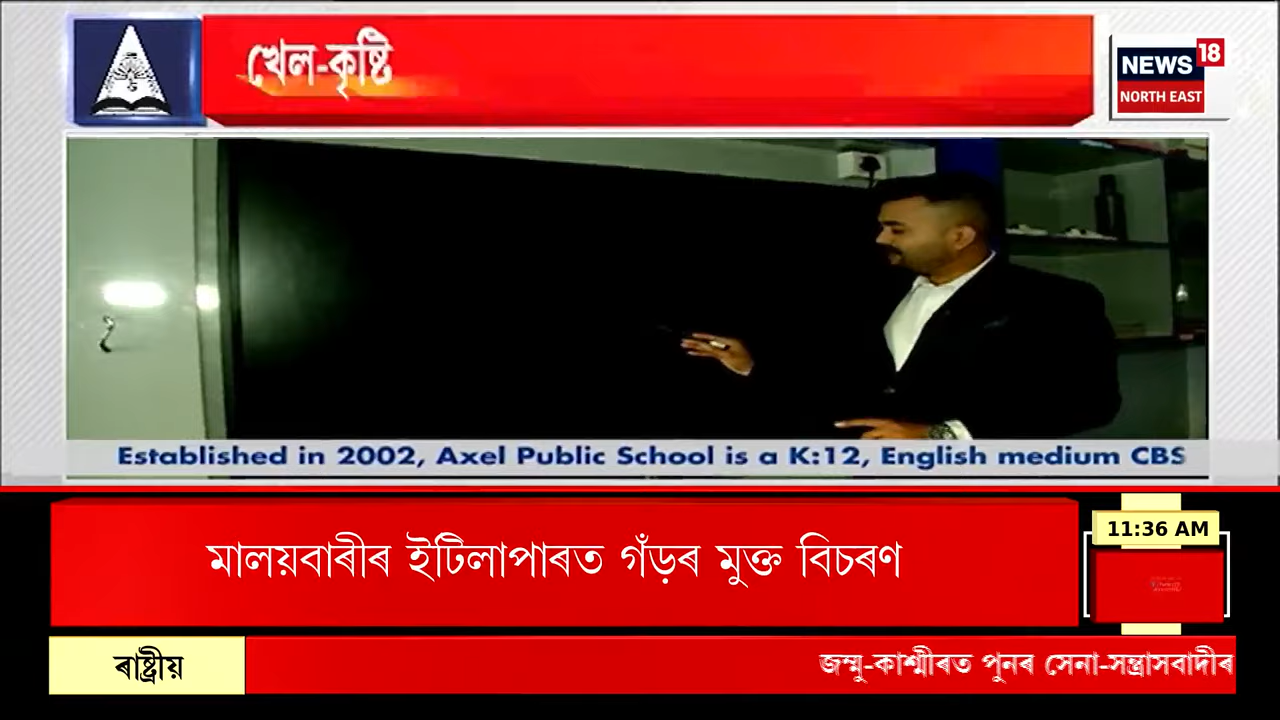 খেল-কৃষ্টি
NEWS 18
NORTH EAST
Established in 2002, Axel Public School is a K:12, English medium CBS
মালয়বাৰীৰ ইটিলাপাৰত গঁড়ৰ মুক্ত বিচৰণ
11:36 AM
ৰাষ্ট্ৰীয়
জম্মু-কাশ্মীৰত পুনৰ সেনা-সন্ত্ৰাসবাদীৰ